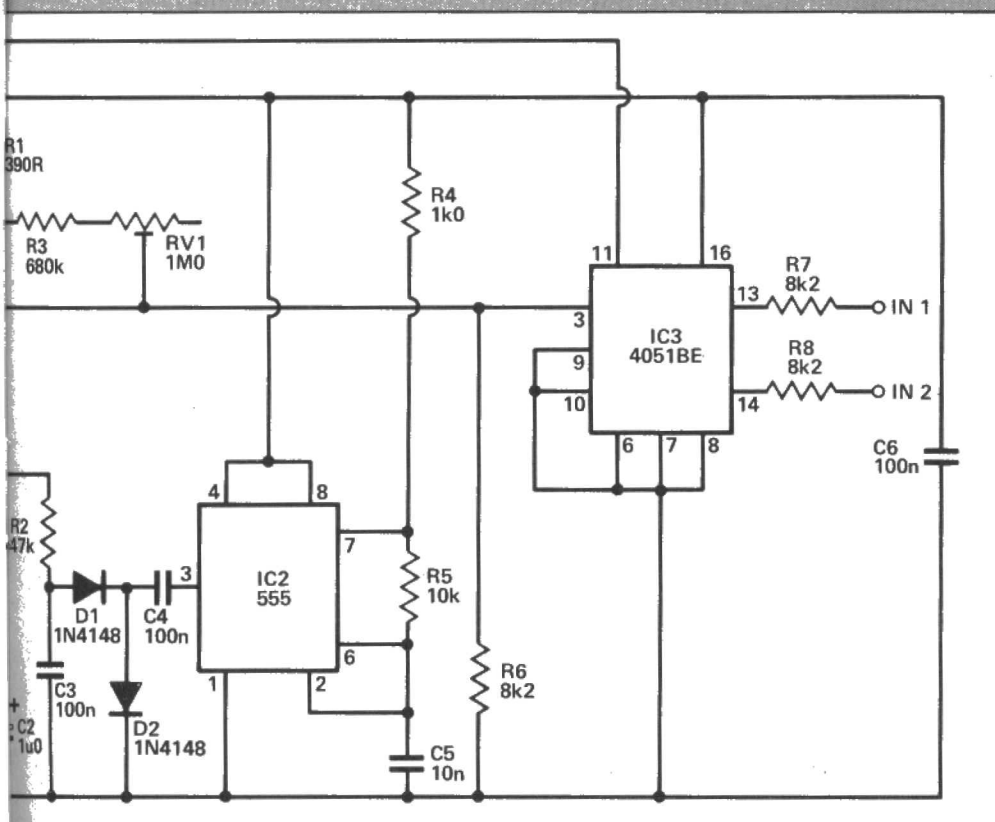 R1
390R
R3
680k
RV1
1M0
R4
1k0
11
16
3
9
10
IC3
4051BE
13
14
6
7
8
R7
8k2
IN 1
R8
8k2
IN 2
C6
100n
R2
47k
D1
1N4148
C4
100n
3
4
8
IC2
555
7
6
1
2
R5
10k
R6
8k2
C3
100n
+
C2
1u0
D2
1N4148
C5
10n